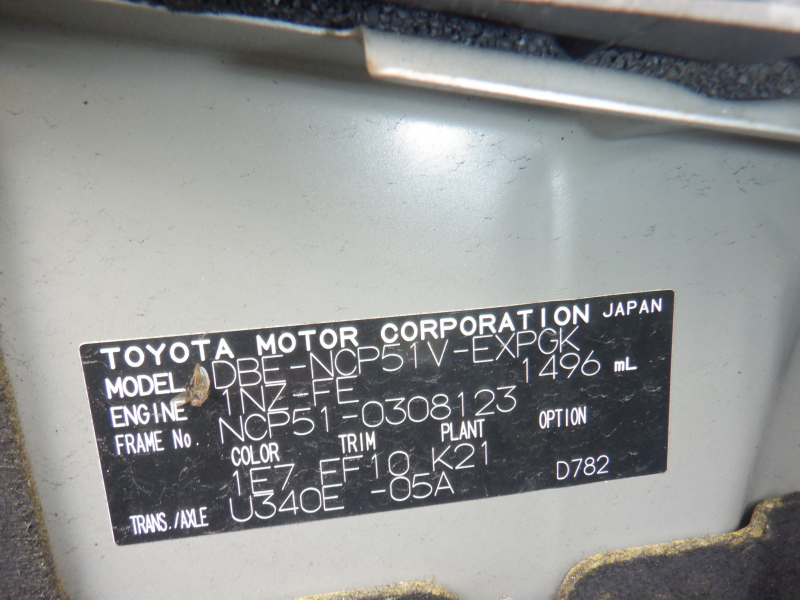 TOYOTA MOTOR CORPORATION JAPAN
MODEL DBE-NCP51V-EXPGK
ENGINE 1NZ-FE 1496 mL
FRAME No. NCP51-0308123
COLOR TRIM PLANT OPTION
1E7 FF10 K21
TRANS./AXLE U340E -05A D782